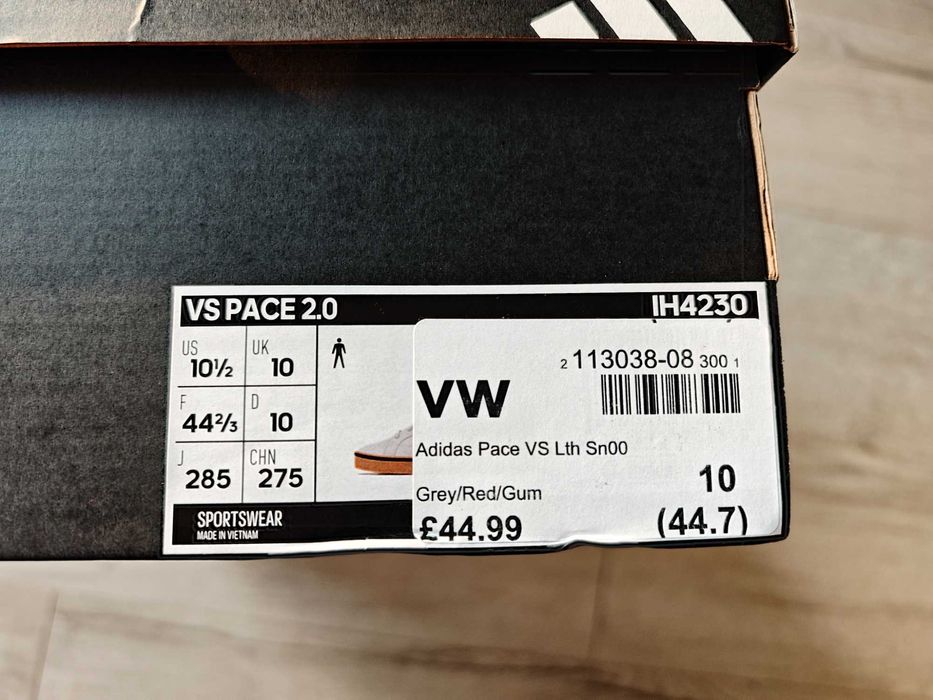 VS PACE 2.0 IH4230
US 10½ UK 10
F 44⅔ D 10
J 285 CHN 275
SPORTSWEAR
MADE IN VIETNAM
2 113038-08 300 1
VW
Adidas Pace VS Lth Sn00
10
Grey/Red/Gum
£44.99 (44.7)